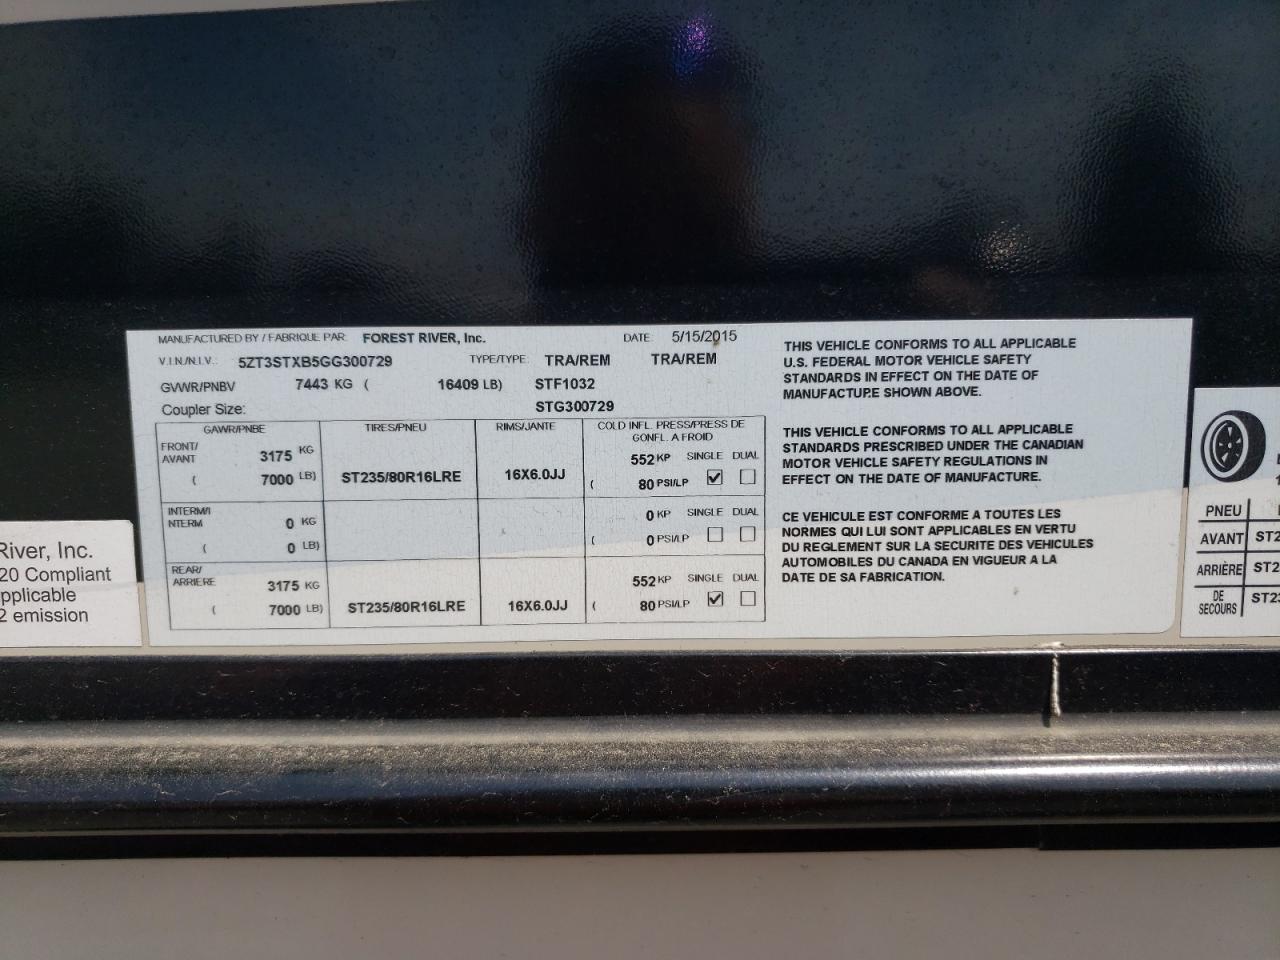 MANUFACTURED BY / FABRIQUE PAR: FOREST RIVER, Inc. DATE: 5/15/2015
V.I.N/N.I.V.: 5ZT3STXB5GG300729 TYPE/TYPE: TRA/REM TRA/REM
GVWR/PNBV 7443 KG ( 16409 LB) STF1032
Coupler Size: STG300729
GAWR/PNBE TIRES/PNEU RIMS/JANTE COLD INFL. PRESS/PRESS DE
GONFL. A FROID
FRONT/
AVANT 3175 KG 552 KP SINGLE DUAL
( 7000 LB) ST235/80R16LRE 16X6.0JJ ( 80 PSI/LP
INTERM/I
NTERM 0 KG 0 KP SINGLE DUAL
( 0 LB) ( 0 PSI/LP
REAR/
ARRIERE 3175 KG 552 KP SINGLE DUAL
( 7000 LB) ST235/80R16LRE 16X6.0JJ ( 80 PSI/LP
THIS VEHICLE CONFORMS TO ALL APPLICABLE
U.S. FEDERAL MOTOR VEHICLE SAFETY
STANDARDS IN EFFECT ON THE DATE OF
MANUFACTURE SHOWN ABOVE.
THIS VEHICLE CONFORMS TO ALL APPLICABLE
STANDARDS PRESCRIBED UNDER THE CANADIAN
MOTOR VEHICLE SAFETY REGULATIONS IN
EFFECT ON THE DATE OF MANUFACTURE.
CE VEHICULE EST CONFORME A TOUTES LES
NORMES QUI LUI SONT APPLICABLES EN VERTU
DU REGLEMENT SUR LA SECURITE DES VEHICULES
AUTOMOBILES DU CANADA EN VIGUEUR A LA
DATE DE SA FABRICATION.
River, Inc.
20 Compliant
pplicable
2 emission
PNEU
AVANT ST2
ARRIÈRE ST2
DE
SECOURS ST23